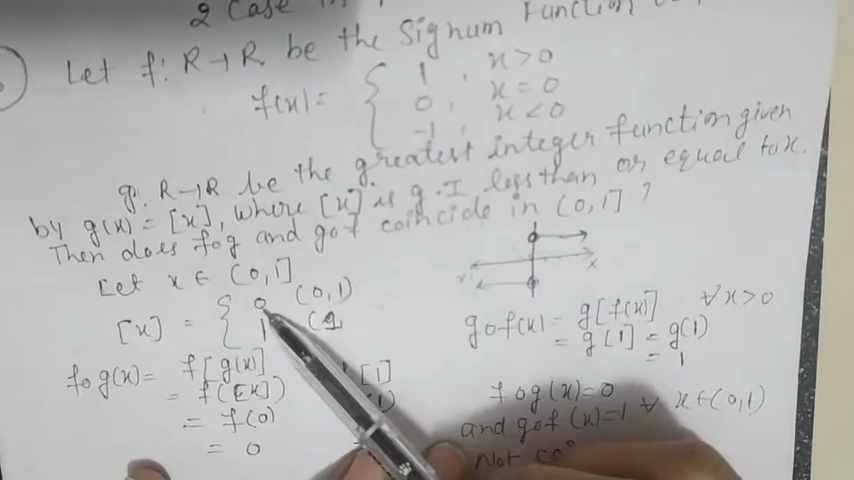 2 Case in
Let f: R→R be the Signum Function
f(x) = { 1 , x>0
0 , x=0
-1 , x<0
g: R→R be the greatest integer function given
by g(x) = [x], where [x] is g.I less than or equal to x.
Then does fog and gof coincide in (0,1] ?
Let x ∈ (0,1]
[x] = { 0 (0,1)
1
fog(x) = f[g(x)]
= f([x])
= f(0)
= 0
[1]
1)
x
gof(x) = g[f(x)] ∀x>0
= g[1] = g(1)
= 1
fog(x)=0
and gof(x)=1 ∀ x∈(0,1)
Not